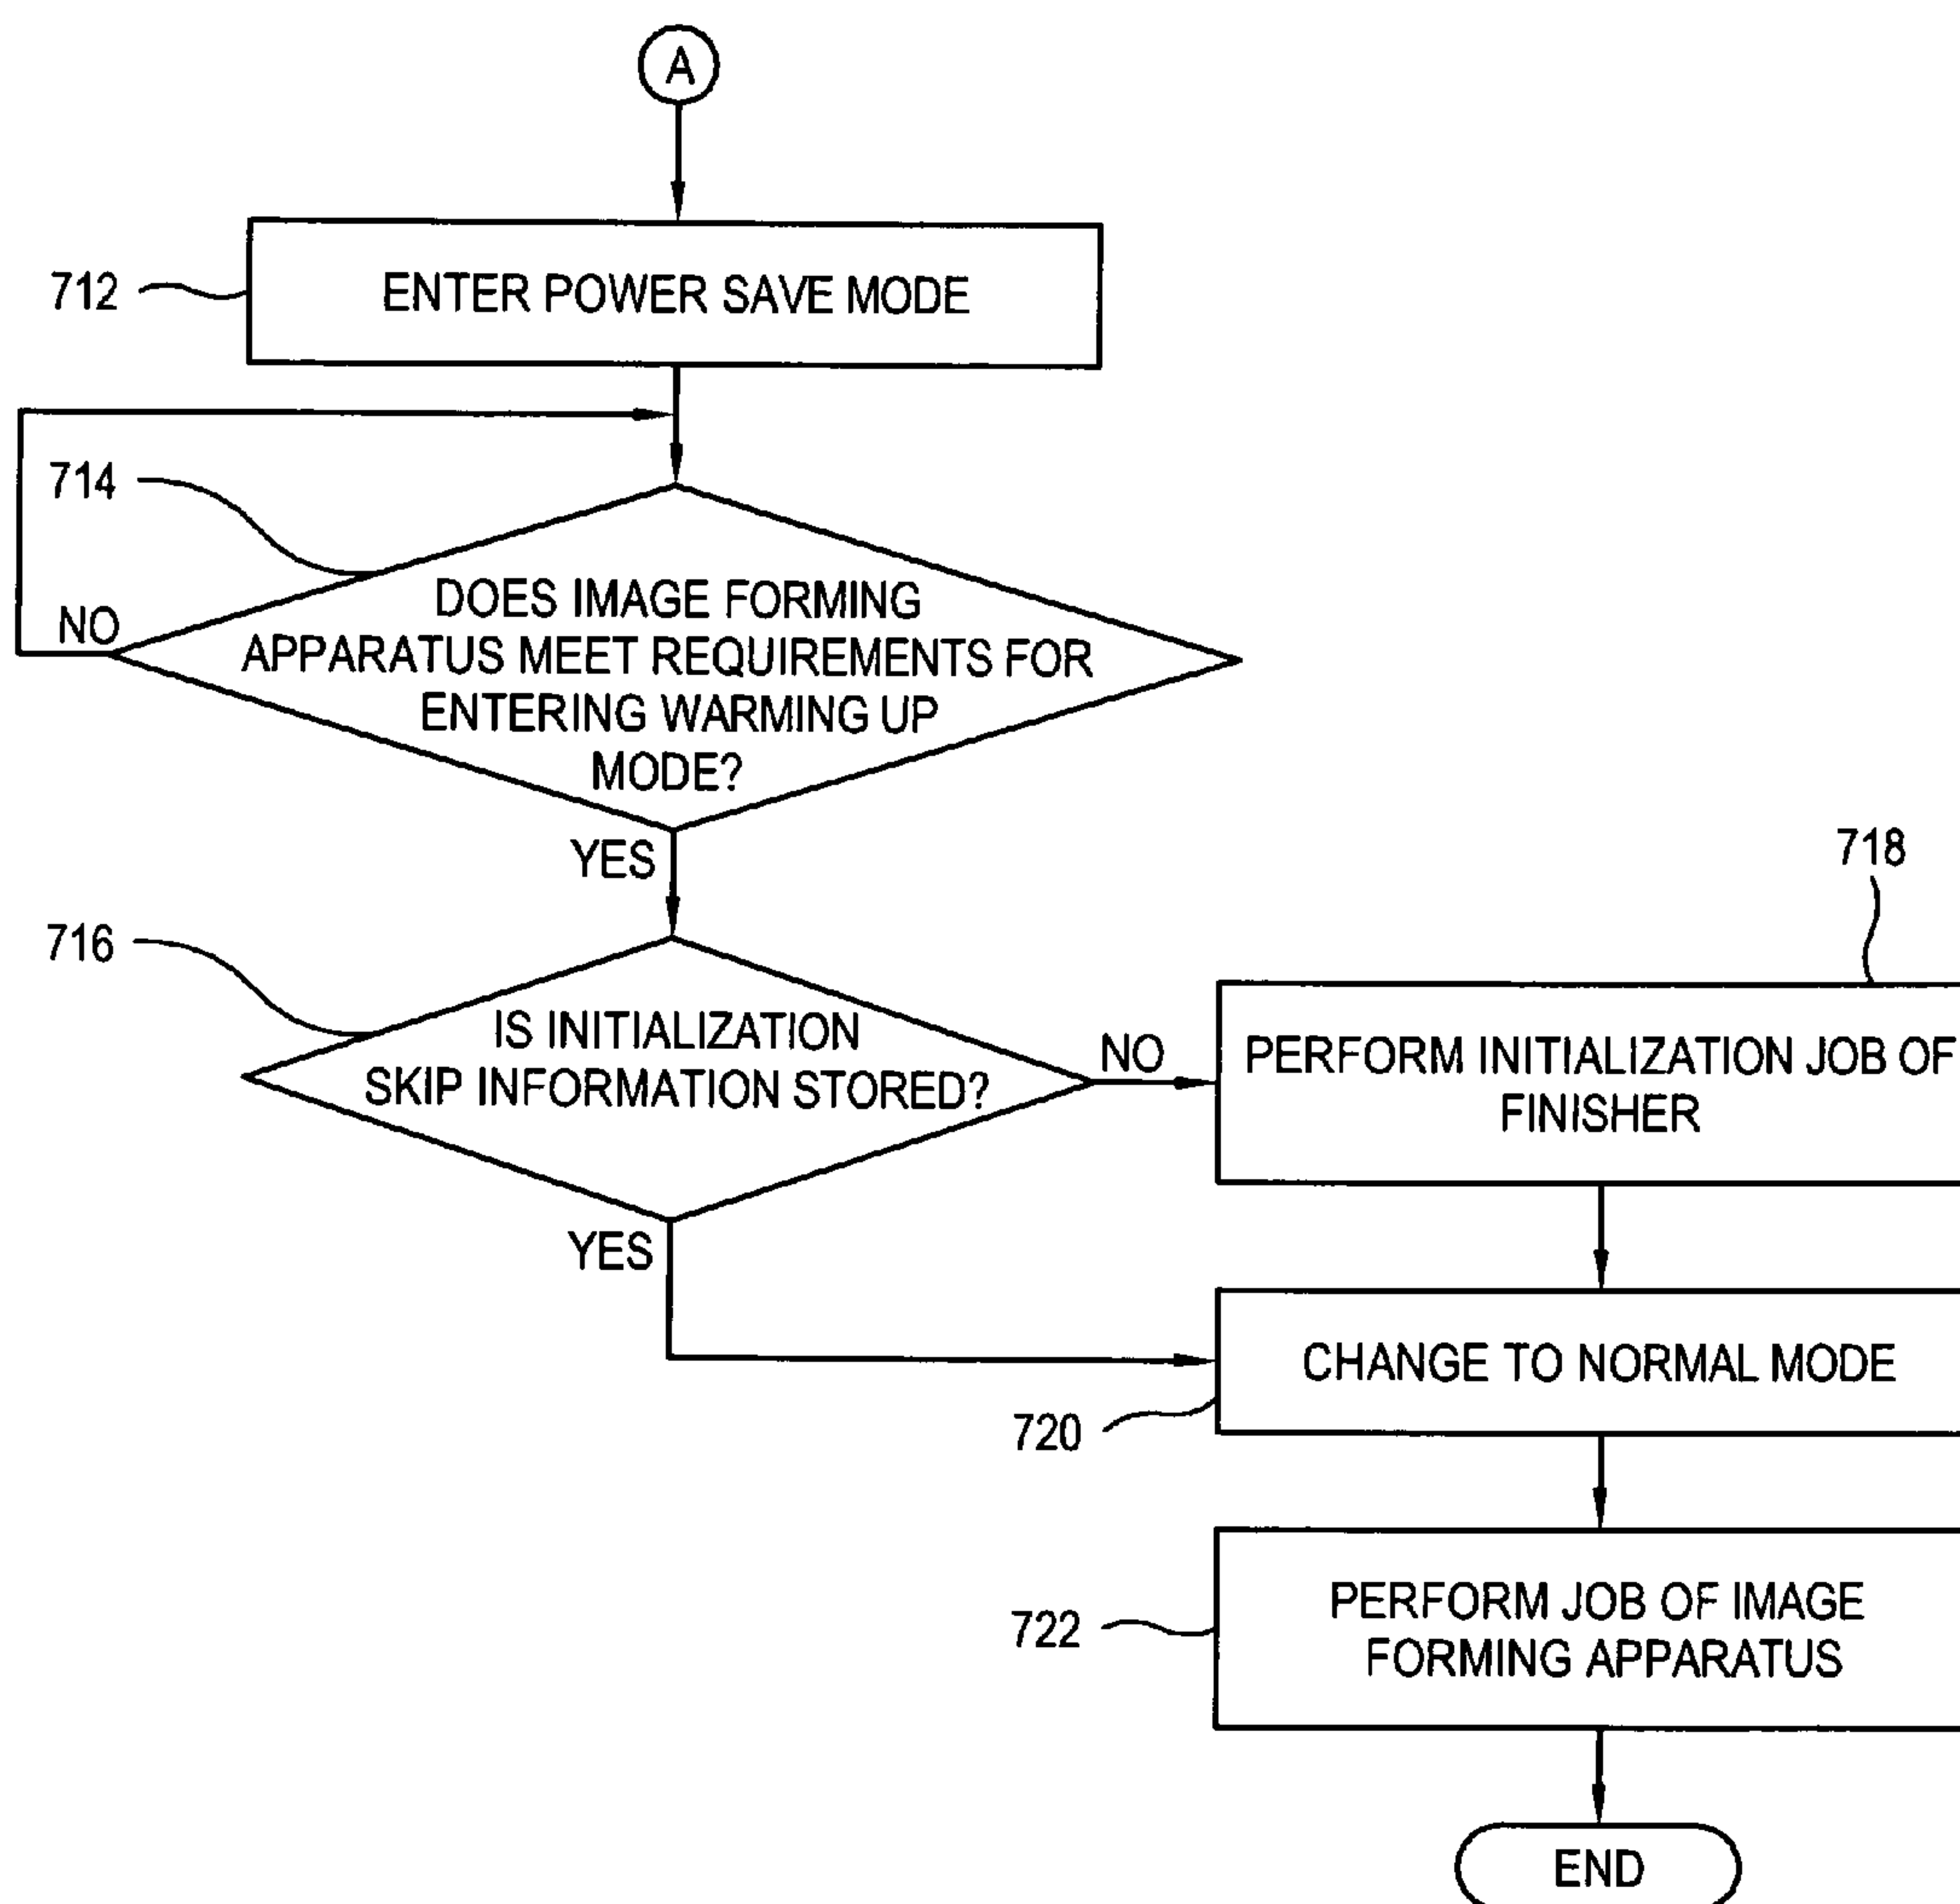 A
712
ENTER POWER SAVE MODE
714
DOES IMAGE FORMING
APPARATUS MEET REQUIREMENTS FOR
ENTERING WARMING UP
MODE?
NO
YES
716
IS INITIALIZATION
SKIP INFORMATION STORED?
NO
YES
718
PERFORM INITIALIZATION JOB OF
FINISHER
CHANGE TO NORMAL MODE
720
722
PERFORM JOB OF IMAGE
FORMING APPARATUS
END